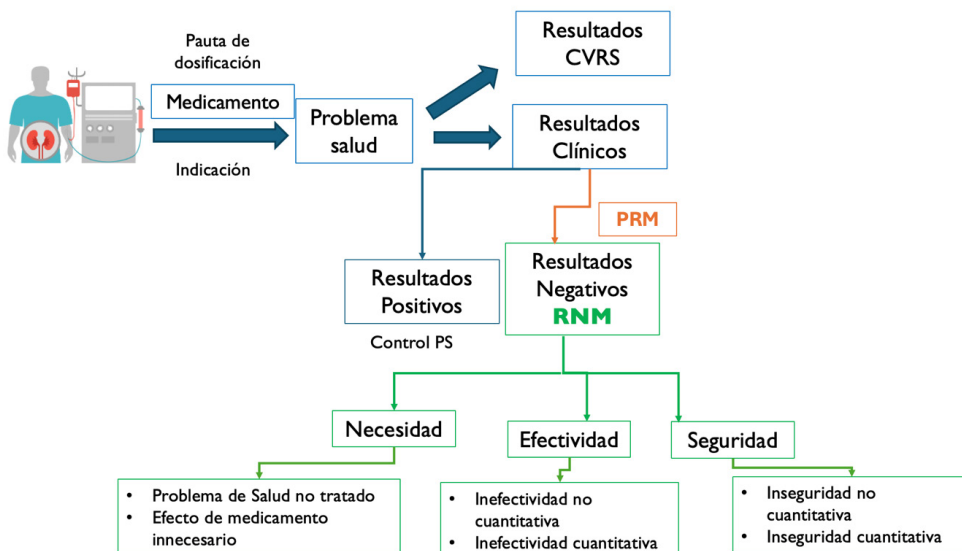 Pauta de
dosificación
Medicamento
Indicación
Problema
salud
Resultados
CVRS
Resultados
Clínicos
PRM
Resultados
Positivos
Control PS
Resultados
Negativos
RNM
Necesidad
Efectividad
Seguridad
• Problema de Salud no tratado
• Efecto de medicamento
innecesario
• Inefectividad no
cuantitativa
• Inefectividad cuantitativa
• Inseguridad no
cuantitativa
• Inseguridad cuantitativa